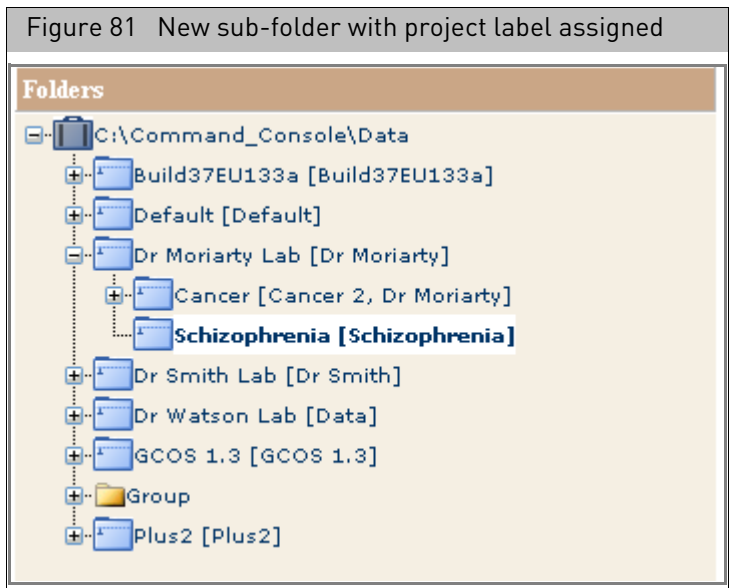 Figure 81 New sub-folder with project label assigned
Folders
C:\Command_Console\Data
Build37EU133a [Build37EU133a]
Default [Default]
Dr Moriarty Lab [Dr Moriarty]
Cancer [Cancer 2, Dr Moriarty]
Schizophrenia [Schizophrenia]
Dr Smith Lab [Dr Smith]
Dr Watson Lab [Data]
GCOS 1.3 [GCOS 1.3]
Group
Plus2 [Plus2]